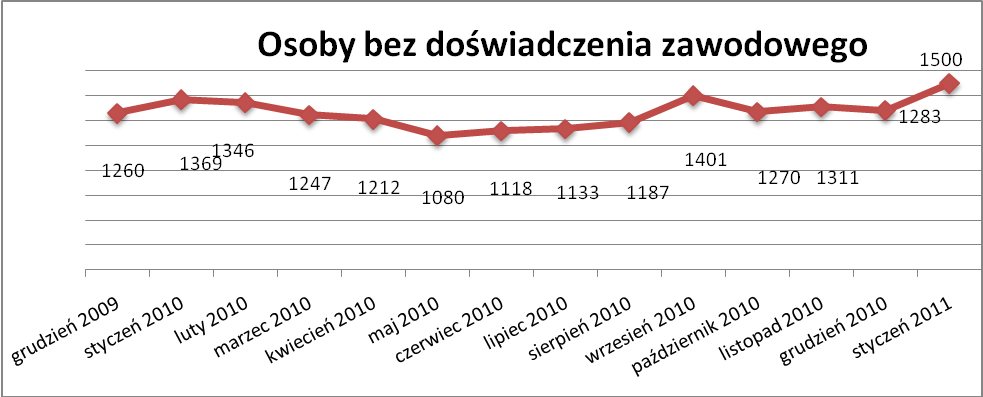 Osoby bez doświadczenia zawodowego
1260
1369
1346
1247
1212
1080
1118
1133
1187
1401
1270
1311
1283
1500
grudzień 2009
styczeń 2010
luty 2010
marzec 2010
kwiecień 2010
maj 2010
czerwiec 2010
lipiec 2010
sierpień 2010
wrzesień 2010
październik 2010
listopad 2010
grudzień 2010
styczeń 2011